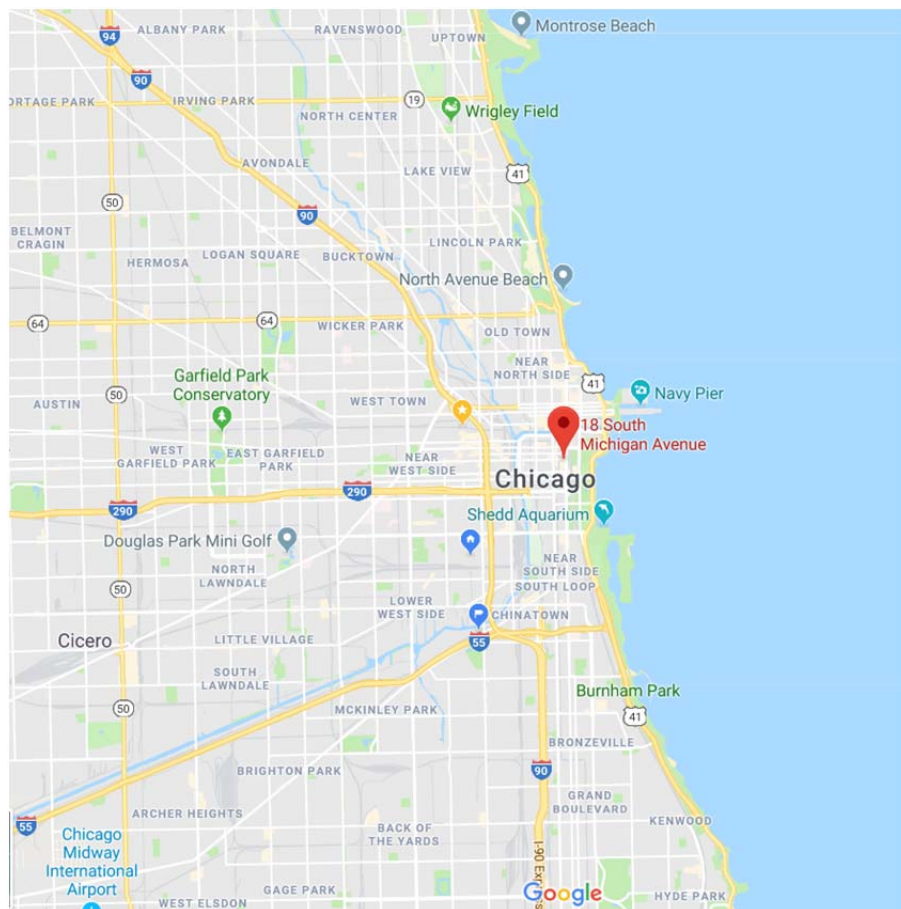 Montrose Beach
ALBANY PARK
RAVENSWOOD
UPTOWN
94
90
ORTAGE PARK
IRVING PARK
19
NORTH CENTER
Wrigley Field
AVONDALE
LAKE VIEW
41
50
90
BELMONT
CRAGIN
HERMOSA
LOGAN SQUARE
BUCKTOWN
LINCOLN PARK
North Avenue Beach
64
64
WICKER PARK
OLD TOWN
NEAR
NORTH SIDE
41
Garfield Park
Conservatory
50
AUSTIN
WEST TOWN
Navy Pier
18 South
Michigan Avenue
WEST
GARFIELD PARK
EAST GARFIELD
PARK
NEAR
WEST SIDE
Chicago
290
290
Shedd Aquarium
Douglas Park Mini Golf
NORTH
LAWNDALE
NEAR
SOUTH SIDE
SOUTH LOOP
50
LOWER
WEST SIDE
CHINATOWN
Cicero
LITTLE VILLAGE
55
SOUTH
LAWNDALE
Burnham Park
50
MCKINLEY PARK
41
BRONZEVILLE
BRIGHTON PARK
90
GRAND
BOULEVARD
ARCHER HEIGHTS
KENWOOD
55
BACK OF
THE YARDS
Chicago
Midway
International
Airport
I-90 Expres
GAGE PARK
Google
HYDE PARK
WEST ELSDON